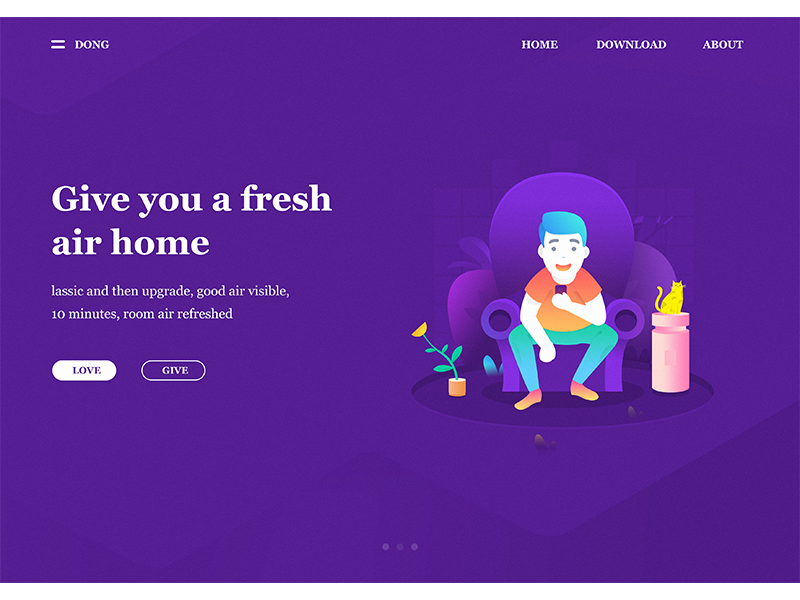 DONG
HOME DOWNLOAD ABOUT
Give you a fresh
air home
lassic and then upgrade, good air visible,
10 minutes, room air refreshed
LOVE GIVE